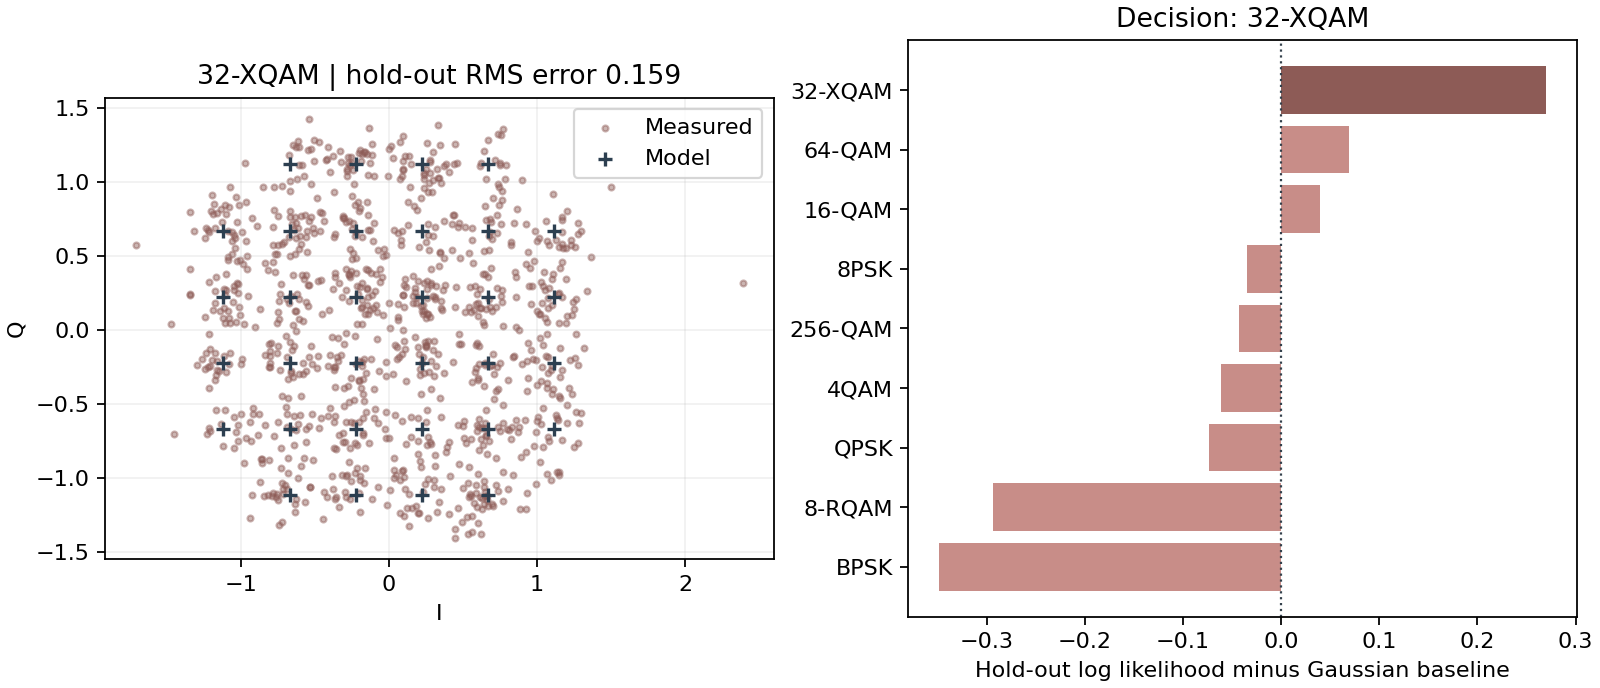 32-XQAM | hold-out RMS error 0.159
Measured
Model
1.5
1.0
0.5
0.0
−0.5
−1.0
−1.5
Q
−1
0
1
2
I
Decision: 32-XQAM
32-XQAM
64-QAM
16-QAM
8PSK
256-QAM
4QAM
QPSK
8-RQAM
BPSK
−0.3
−0.2
−0.1
0.0
0.1
0.2
0.3
Hold-out log likelihood minus Gaussian baseline